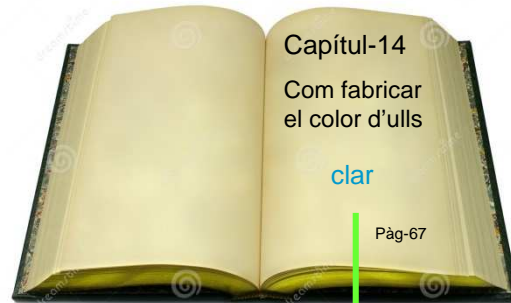 Capítul-14
Com fabricar
el color d'ulls
clar
Pàg-67